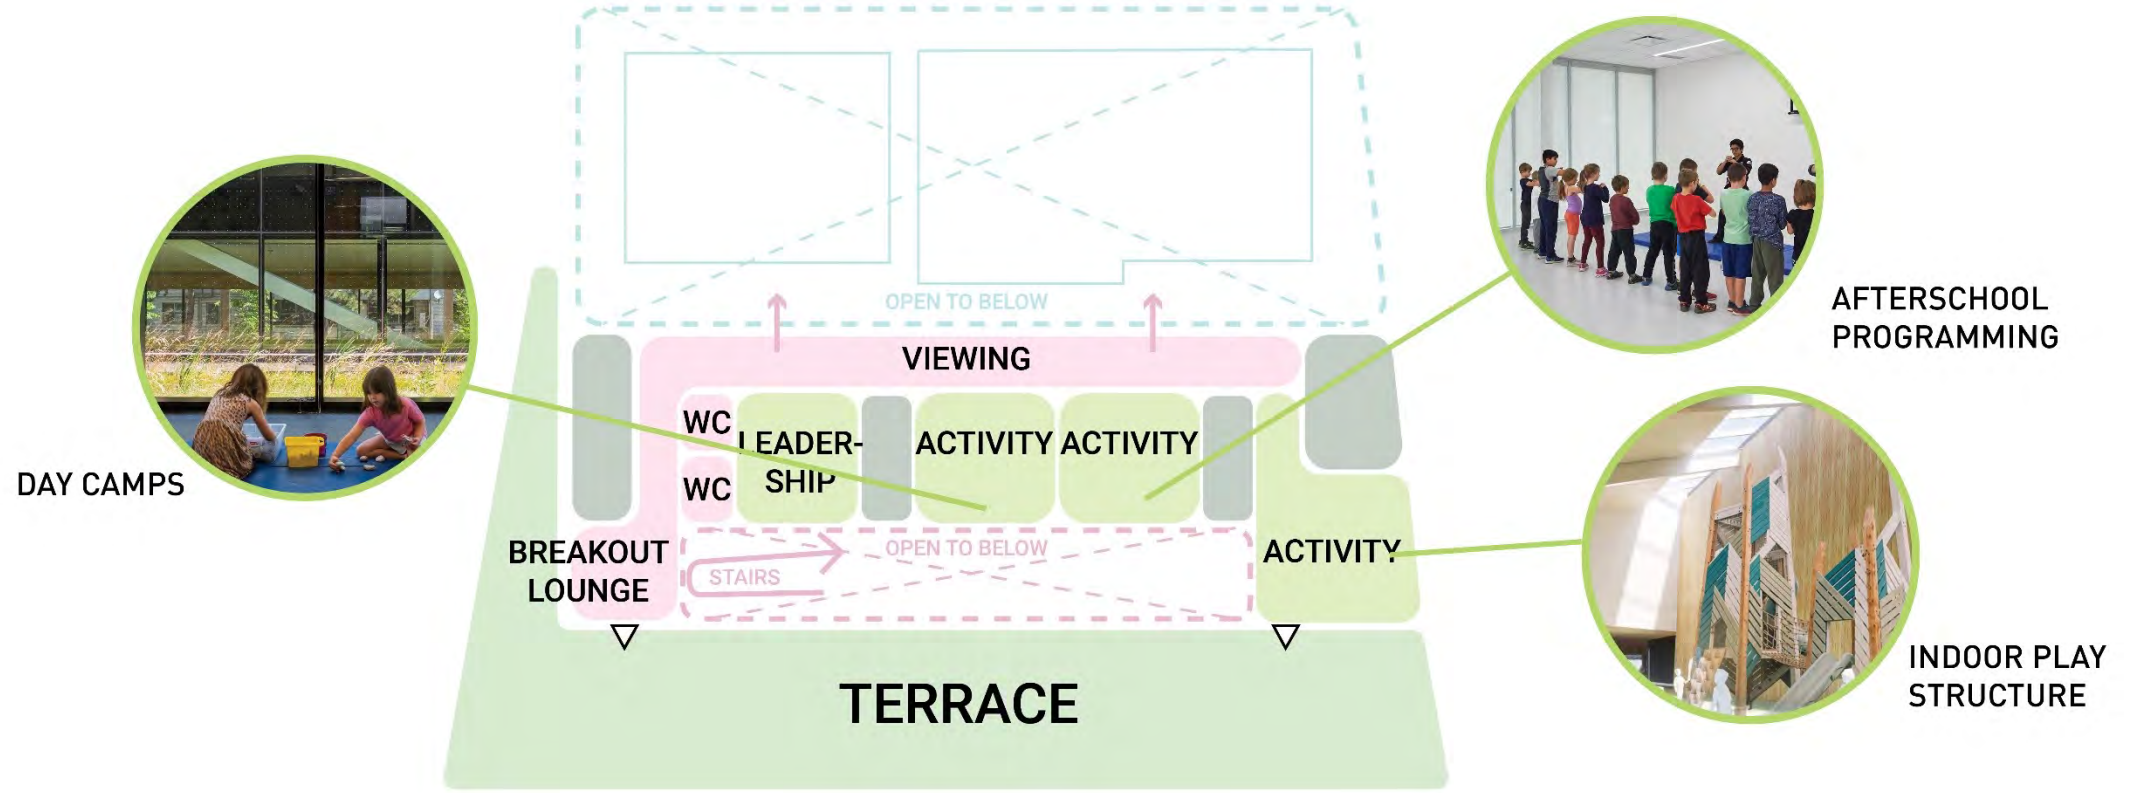 OPEN TO BELOW
AFTERSCHOOL
PROGRAMMING
VIEWING
WC
LEADER-
SHIP
ACTIVITY
ACTIVITY
WC
DAY CAMPS
BREAKOUT
LOUNGE
OPEN TO BELOW
STAIRS
ACTIVITY
INDOOR PLAY
STRUCTURE
TERRACE